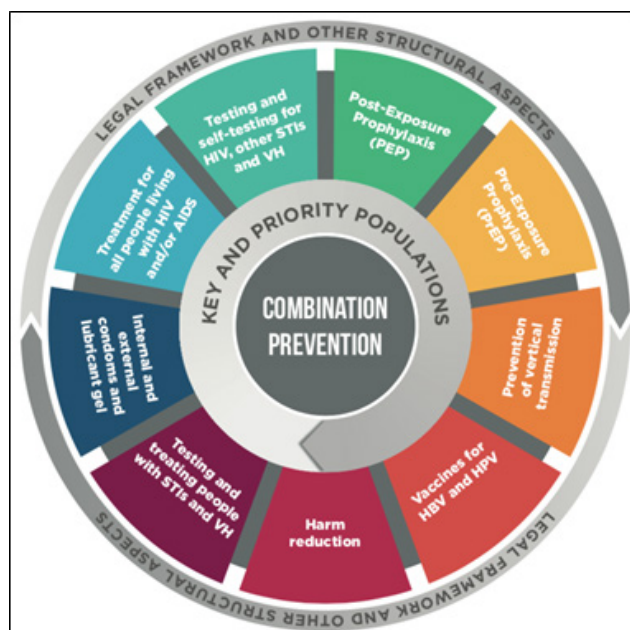 LEGAL FRAMEWORK AND OTHER STRUCTURAL ASPECTS
Testing and
self-testing for
HIV, other STIs
and VH
Post-Exposure
Prophylaxis
(PEP)
Pre-Exposure
Prophylaxis
(PrEP)
Prevention
of vertical
transmission
Vaccines for
HBV and HPV
Harm
reduction
Testing and
treating people
with STIs and VH
Internal and
external
condoms and
lubricant gel
Treatment for
all people living
with HIV
and/or AIDS
KEY AND PRIORITY POPULATIONS
COMBINATION
PREVENTION
LEGAL FRAMEWORK AND OTHER STRUCTURAL ASPECTS